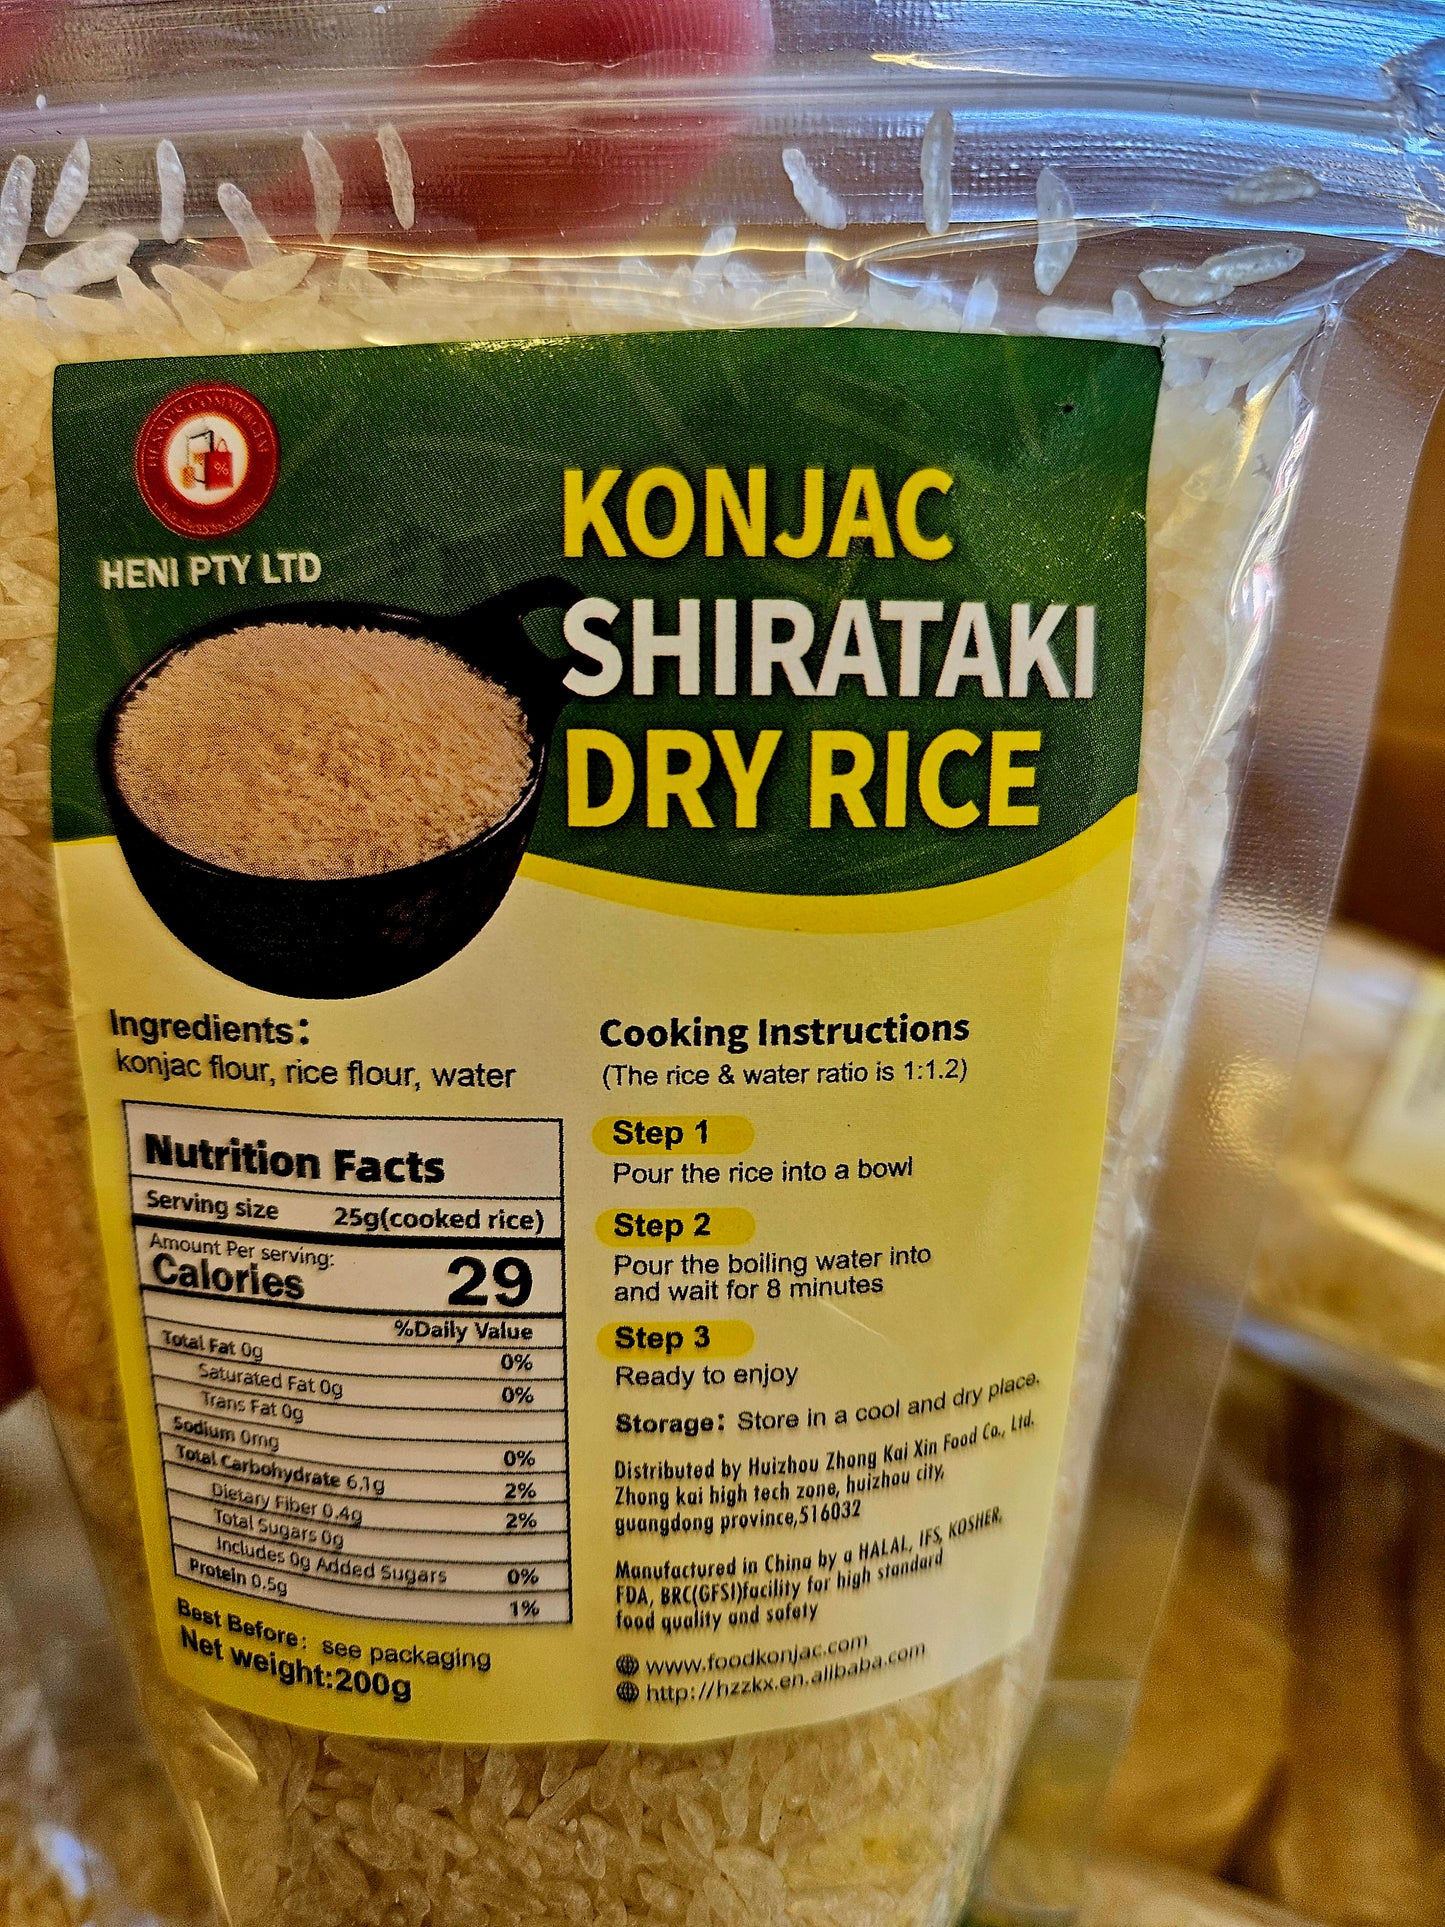 HENNY'S COMMERCIAL
HENI PTY LTD
KONJAC
SHIRATAKI
DRY RICE
Ingredients:
konjac flour, rice flour, water
Nutrition Facts
Serving size 25g(cooked rice)
Amount Per serving:
Calories 29
%Daily Value
Total Fat 0g 0%
Saturated Fat 0g 0%
Trans Fat 0g
Sodium 0mg 0%
Total Carbohydrate 6.1g 2%
Dietary Fiber 0.4g 2%
Total Sugars 0g
Includes 0g Added Sugars 0%
Protein 0.5g 1%
Best Before: see packaging
Net weight:200g
Cooking Instructions
(The rice & water ratio is 1:1.2)
Step 1
Pour the rice into a bowl
Step 2
Pour the boiling water into
and wait for 8 minutes
Step 3
Ready to enjoy
Storage: Store in a cool and dry place.
Distributed by Huizhou Zhong Kai Xin Food Co., Ltd.
Zhong kai high tech zone, huizhou city,
guangdong province,516032
Manufactured in China by a HALAL, IFS, KOSHER,
FDA, BRC(GFSI)facility for high standard
food quality and safety
www.foodkonjac.com
http://hzzkx.en.alibaba.com